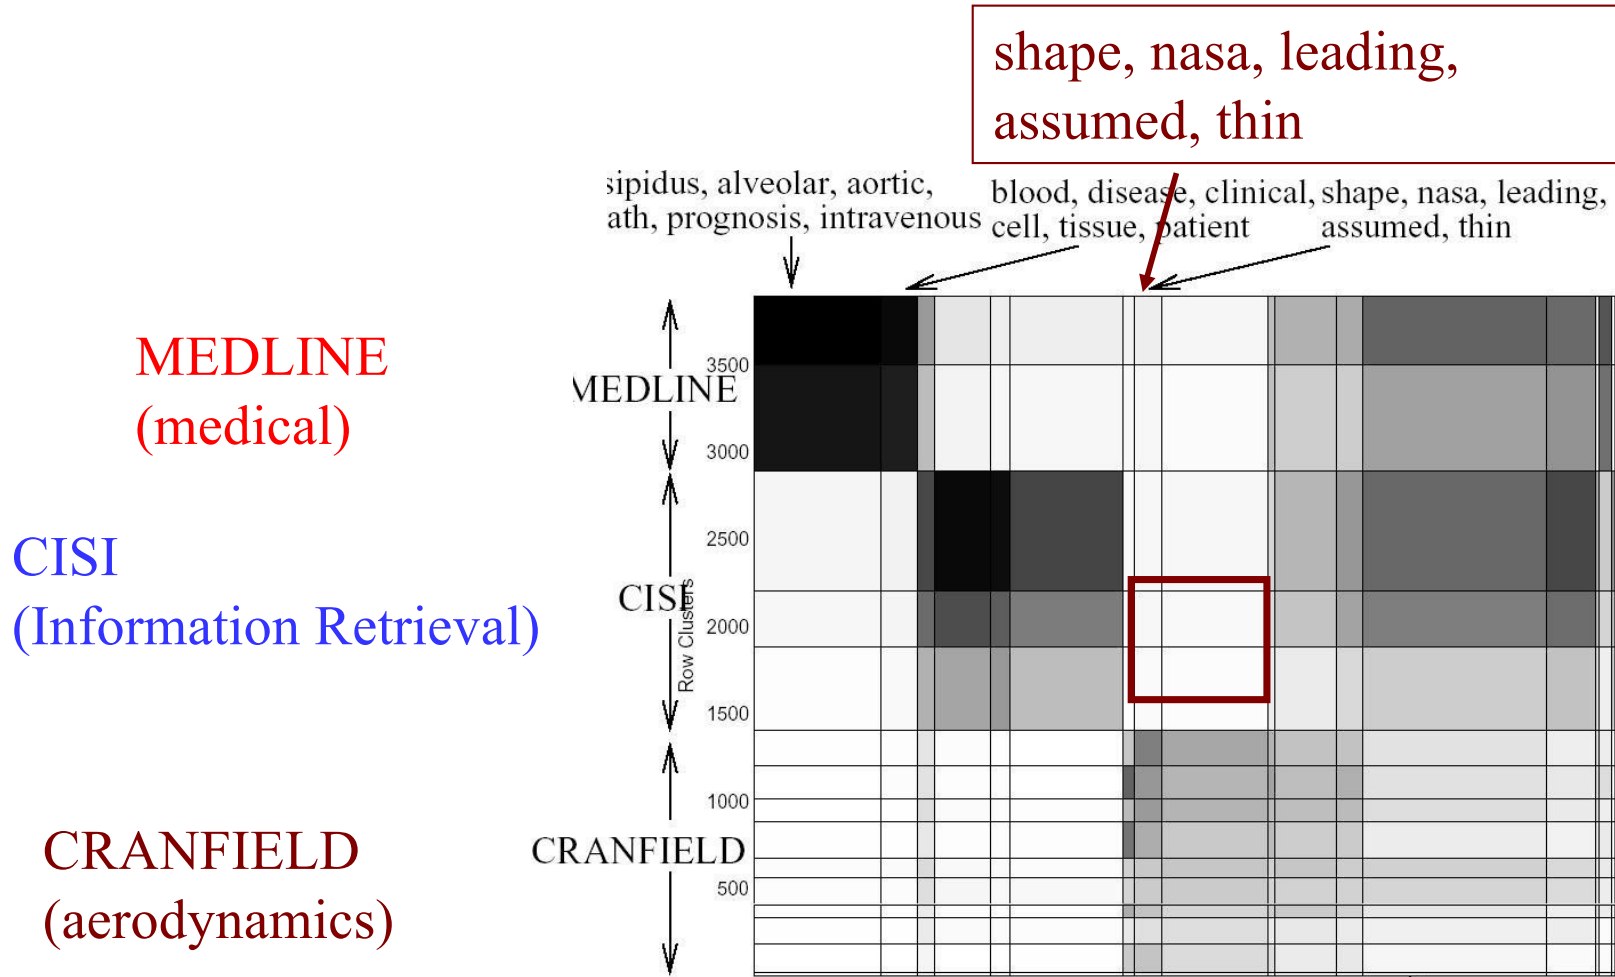 shape, nasa, leading,
assumed, thin
sipidus, alveolar, aortic,
ath, prognosis, intravenous
blood, disease, clinical,
cell, tissue, patient
shape, nasa, leading,
assumed, thin
MEDLINE
(medical)
MEDLINE
3500
3000
CISI
(Information Retrieval)
CISI
Row Clusters
2500
2000
1500
CRANFIELD
(aerodynamics)
CRANFIELD
1000
500